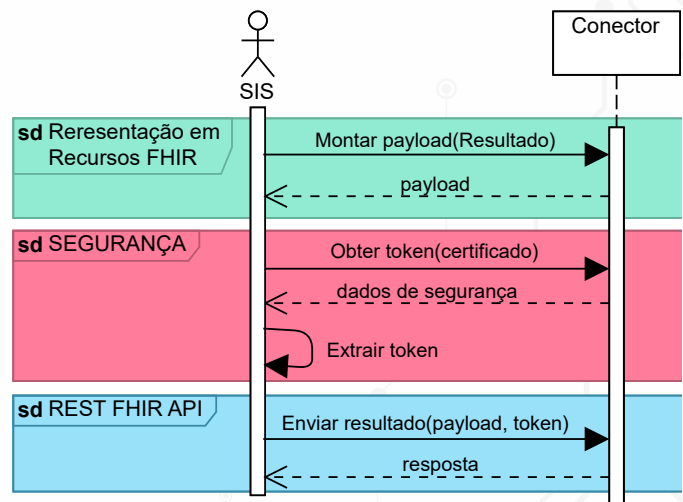 Conector
SIS
sd Reresentação em
Recursos FHIR
Montar payload(Resultado)
payload
sd SEGURANÇA
Obter token(certificado)
dados de segurança
Extrair token
sd REST FHIR API
Enviar resultado(payload, token)
resposta